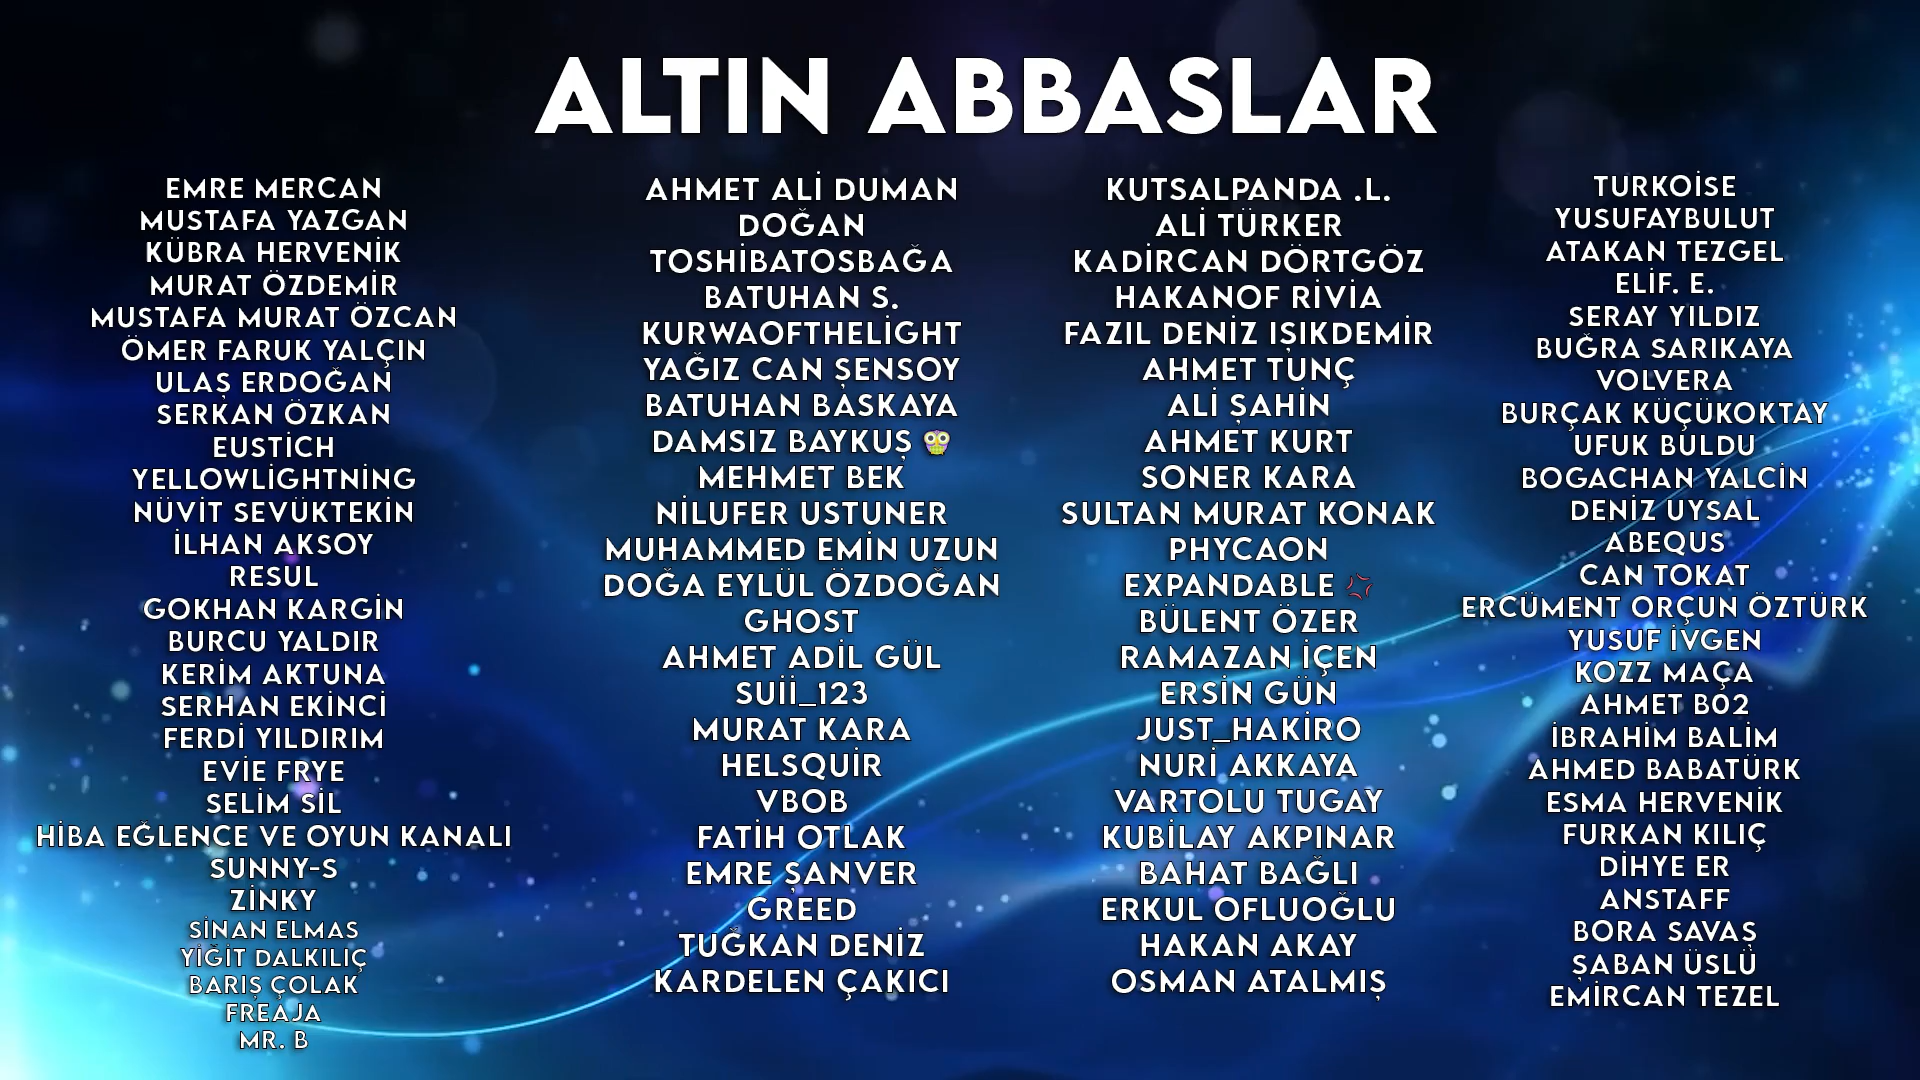 ALTIN ABBASLAR
EMRE MERCAN
MUSTAFA YAZGAN
KÜBRA HERVENİK
MURAT ÖZDEMİR
MUSTAFA MURAT ÖZCAN
ÖMER FARUK YALÇIN
ULAŞ ERDOĞAN
SERKAN ÖZKAN
EUSTİCH
YELLOWLİGHTNİNG
NÜVİT SEVÜKTEKİN
İLHAN AKSOY
RESUL
GOKHAN KARGİN
BURCU YALDIR
KERİM AKTUNA
SERHAN EKİNCİ
FERDİ YILDIRIM
EVİE FRYE
SELİM SİL
HİBA EĞLENCE VE OYUN KANALI
SUNNY-S
ZİNKY
SİNAN ELMAS
YİĞİT DALKILIÇ
BARIŞ ÇOLAK
FREAJA
MR. B
AHMET ALİ DUMAN
DOĞAN
TOSHİBATOSBAĞA
BATUHAN S.
KURWAOFTHELİGHT
YAĞIZ CAN ŞENSOY
BATUHAN BASKAYA
DAMSIZ BAYKUŞ 🦉
MEHMET BEK
NİLUFER USTUNER
MUHAMMED EMİN UZUN
DOĞA EYLÜL ÖZDOĞAN
GHOST
AHMET ADİL GÜL
SUİİ_123
MURAT KARA
HELSQUİR
VBOB
FATİH OTLAK
EMRE ŞANVER
GREED
TUĞKAN DENİZ
KARDELEN ÇAKICI
KUTSALPANDA .L.
ALİ TÜRKER
KADİRCAN DÖRTGÖZ
HAKANOF RİVİA
FAZIL DENİZ IŞIKDEMİR
AHMET TUNÇ
ALİ ŞAHİN
AHMET KURT
SONER KARA
SULTAN MURAT KONAK
PHYCAON
EXPANDABLE 💢
BÜLENT ÖZER
RAMAZAN İÇEN
ERSİN GÜN
JUST_HAKİRO
NURİ AKKAYA
VARTOLU TUGAY
KUBİLAY AKPINAR
BAHAT BAĞLI
ERKUL OFLUOĞLU
HAKAN AKAY
OSMAN ATALMIŞ
TURKOİSE
YUSUFAYBULUT
ATAKAN TEZGEL
ELİF. E.
SERAY YILDIZ
BUĞRA SARIKAYA
VOLVERA
BURÇAK KÜÇÜKOKTAY
UFUK BULDU
BOGACHAN YALCİN
DENİZ UYSAL
ABEQUS
CAN TOKAT
ERCÜMENT ORÇUN ÖZTÜRK
YUSUF İVGEN
KOZZ MAÇA
AHMET B02
İBRAHİM BALİM
AHMED BABATÜRK
ESMA HERVENİK
FURKAN KILIÇ
DİHYE ER
ANSTAFF
BORA SAVAŞ
ŞABAN ÜSLÜ
EMİRCAN TEZEL